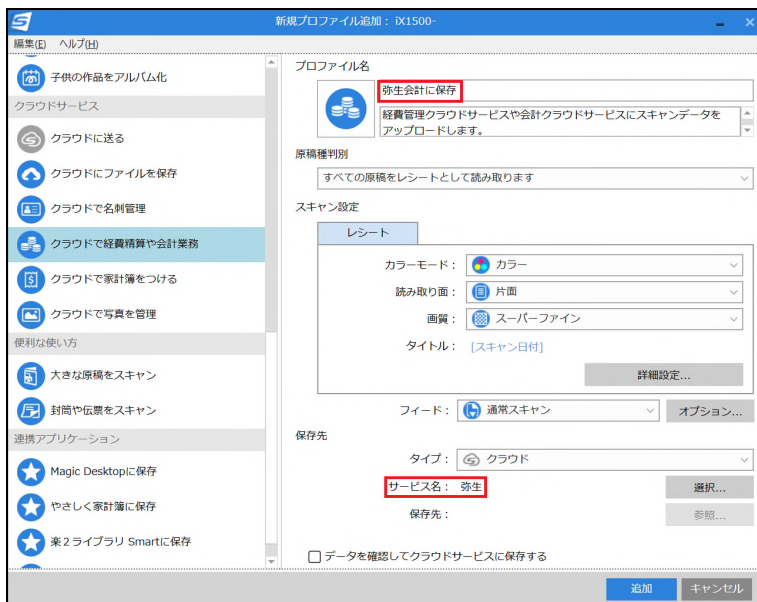 新規プロファイル追加： iX1500-
編集(E) ヘルプ(H)
子供の作品をアルバム化
クラウドサービス
クラウドに送る
クラウドにファイルを保存
クラウドで名刺管理
クラウドで経費精算や会計業務
クラウドで家計簿をつける
クラウドで写真を管理
便利な使い方
大きな原稿をスキャン
封筒や伝票をスキャン
連携アプリケーション
Magic Desktopに保存
やさしく家計簿に保存
楽２ライブラリ Smartに保存
プロファイル名
弥生会計に保存
経費管理クラウドサービスや会計クラウドサービスにスキャンデータを
アップロードします。
原稿種判別
すべての原稿をレシートとして読み取ります
スキャン設定
レシート
カラーモード： カラー
読み取り面： 片面
画質： スーパーファイン
タイトル： [スキャン日付]
詳細設定...
フィード： 通常スキャン オプション...
保存先
タイプ： クラウド
サービス名： 弥生 選択...
保存先： 参照...
データを確認してクラウドサービスに保存する
追加 キャンセル